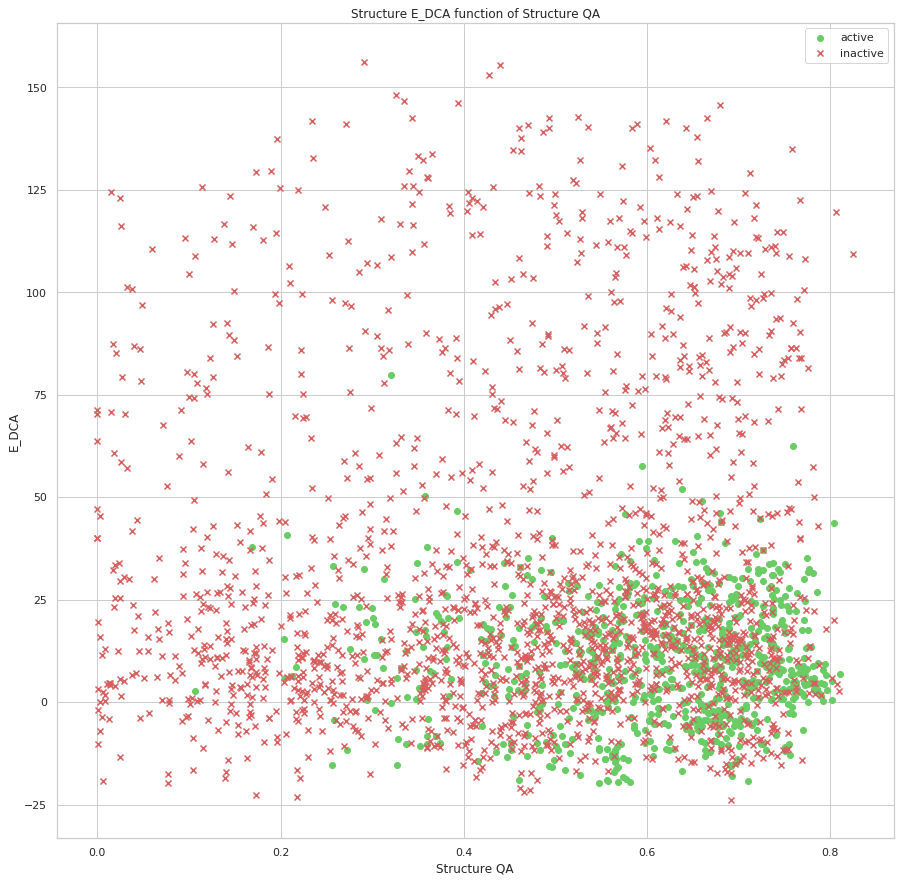 Structure E_DCA function of Structure QA
active
inactive
150
125
100
75
50
25
0
−25
E_DCA
0.0 0.2 0.4 0.6 0.8
Structure QA